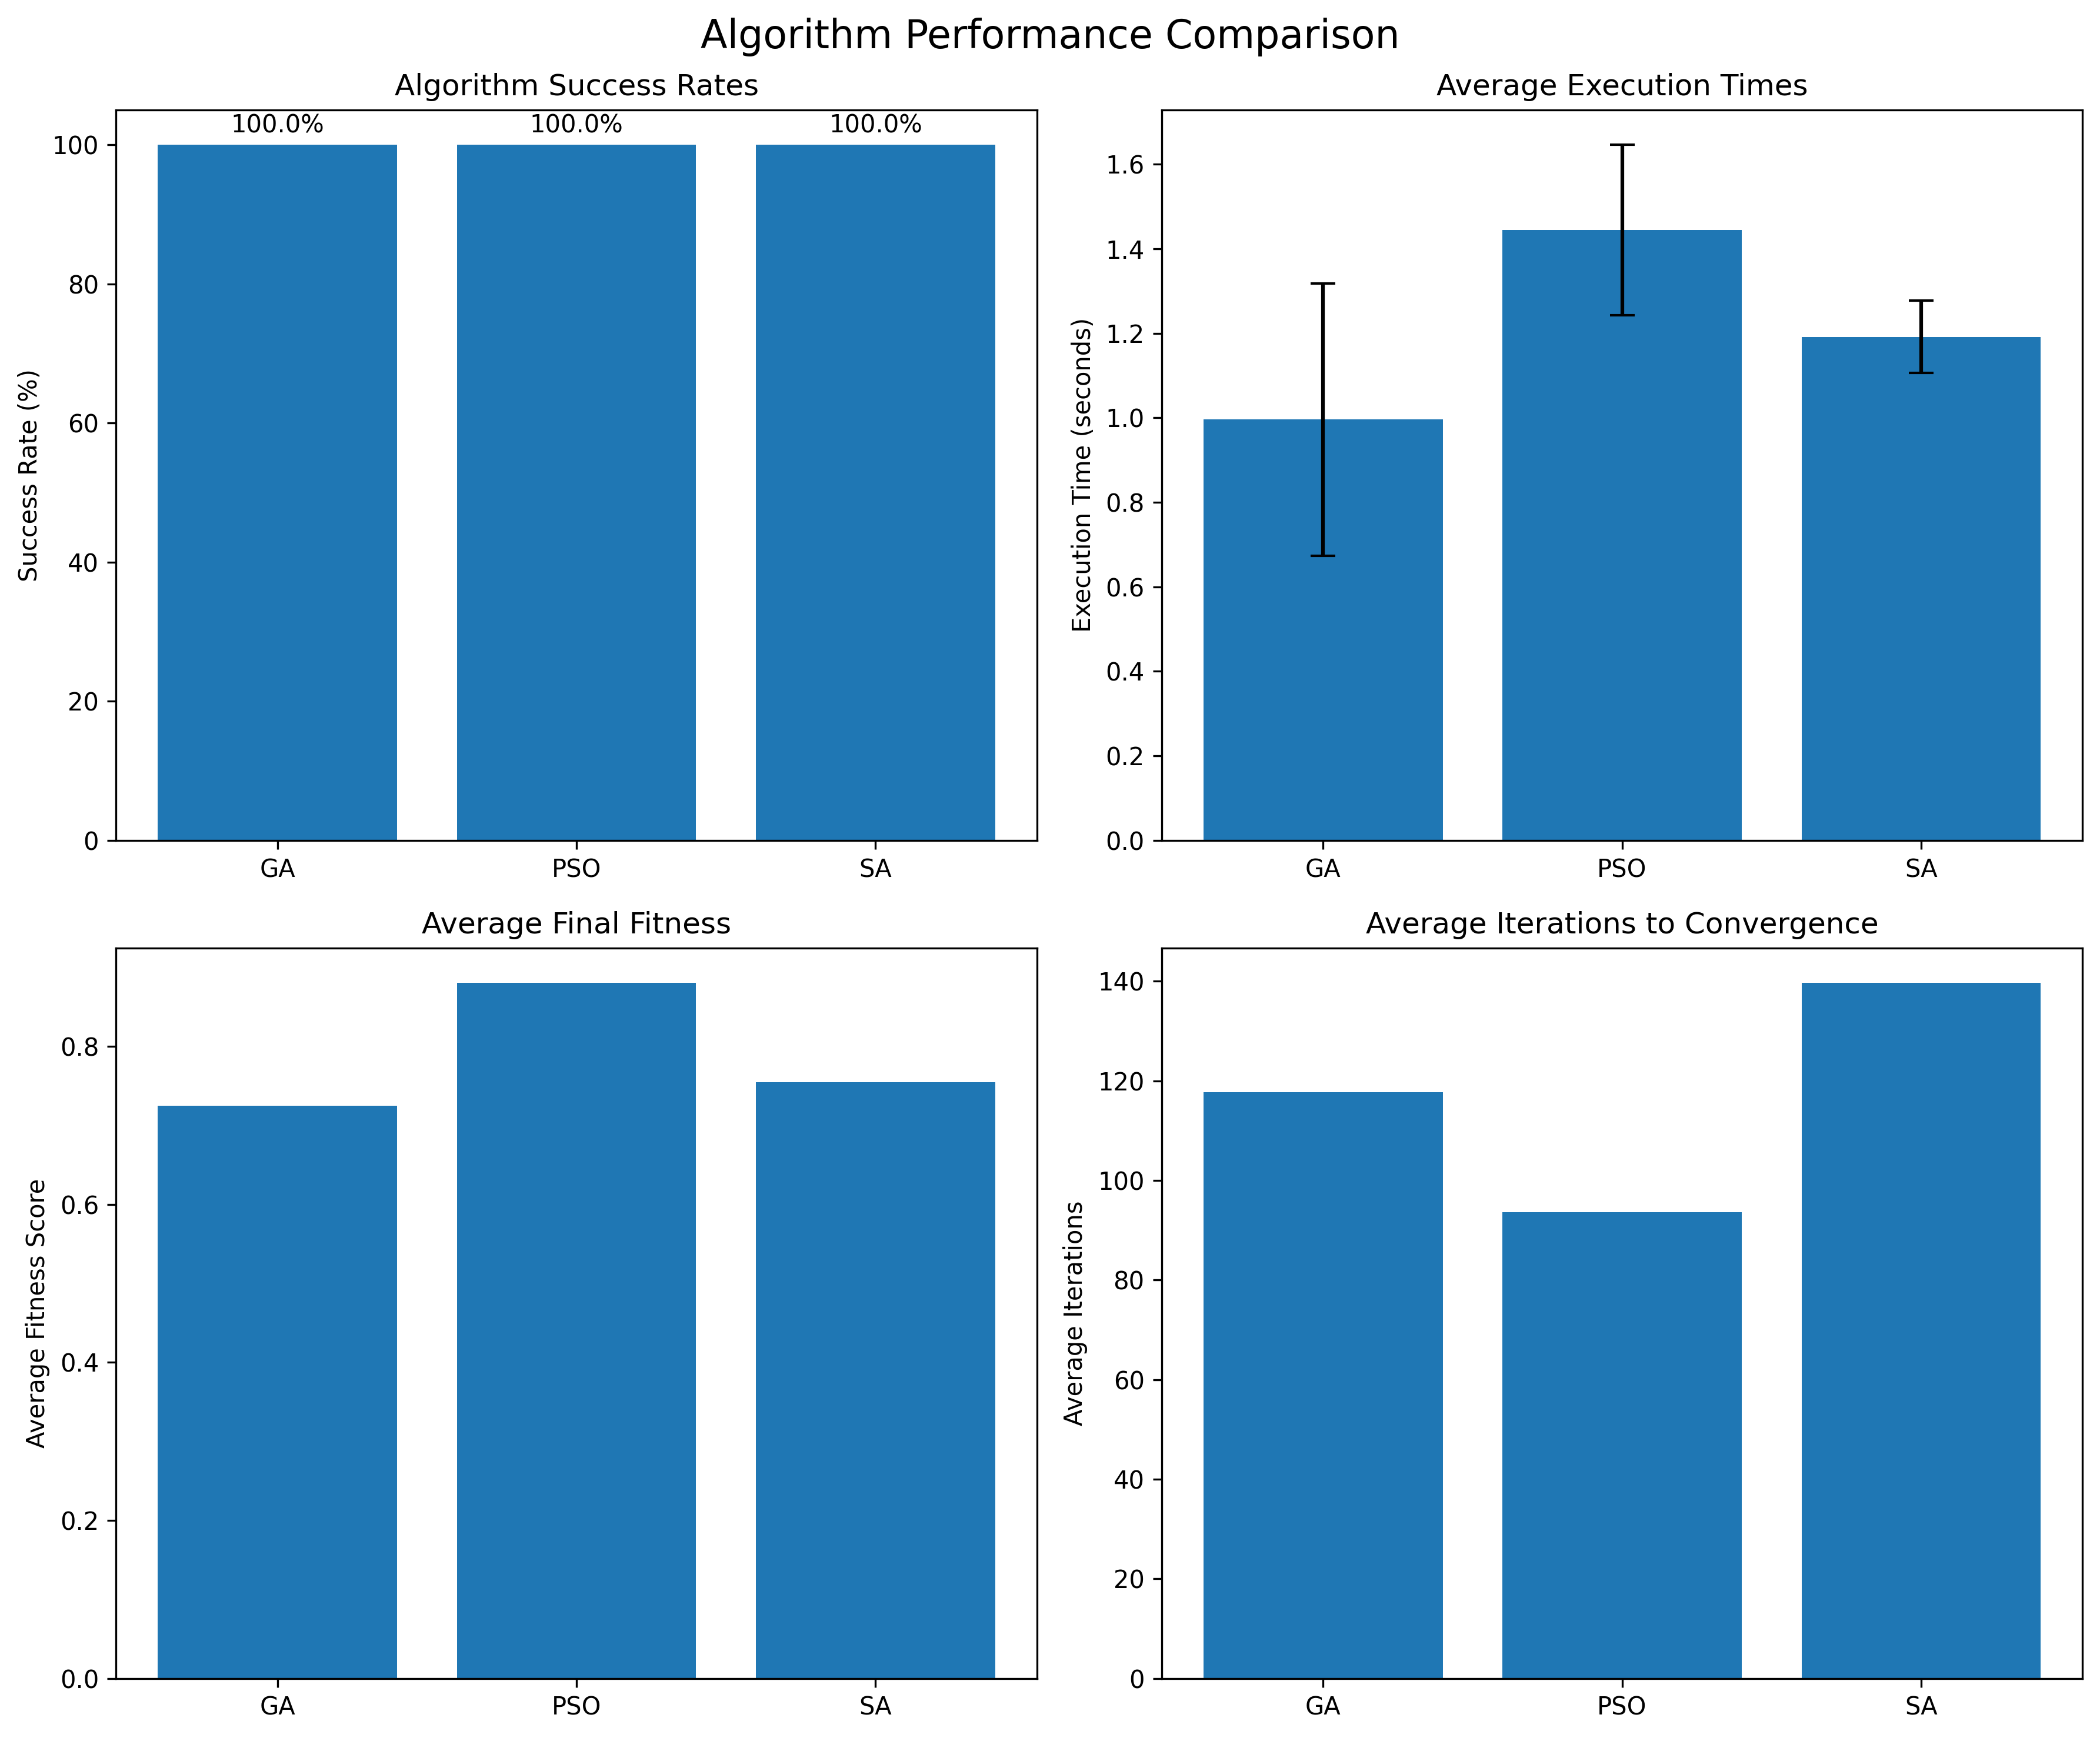 Algorithm Performance Comparison
Algorithm Success Rates
100.0% 100.0% 100.0%
100
80
60
40
20
0
Success Rate (%)
GA PSO SA
Average Execution Times
1.6
1.4
1.2
1.0
0.8
0.6
0.4
0.2
0.0
Execution Time (seconds)
GA PSO SA
Average Final Fitness
0.8
0.6
0.4
0.2
0.0
Average Fitness Score
GA PSO SA
Average Iterations to Convergence
140
120
100
80
60
40
20
0
Average Iterations
GA PSO SA